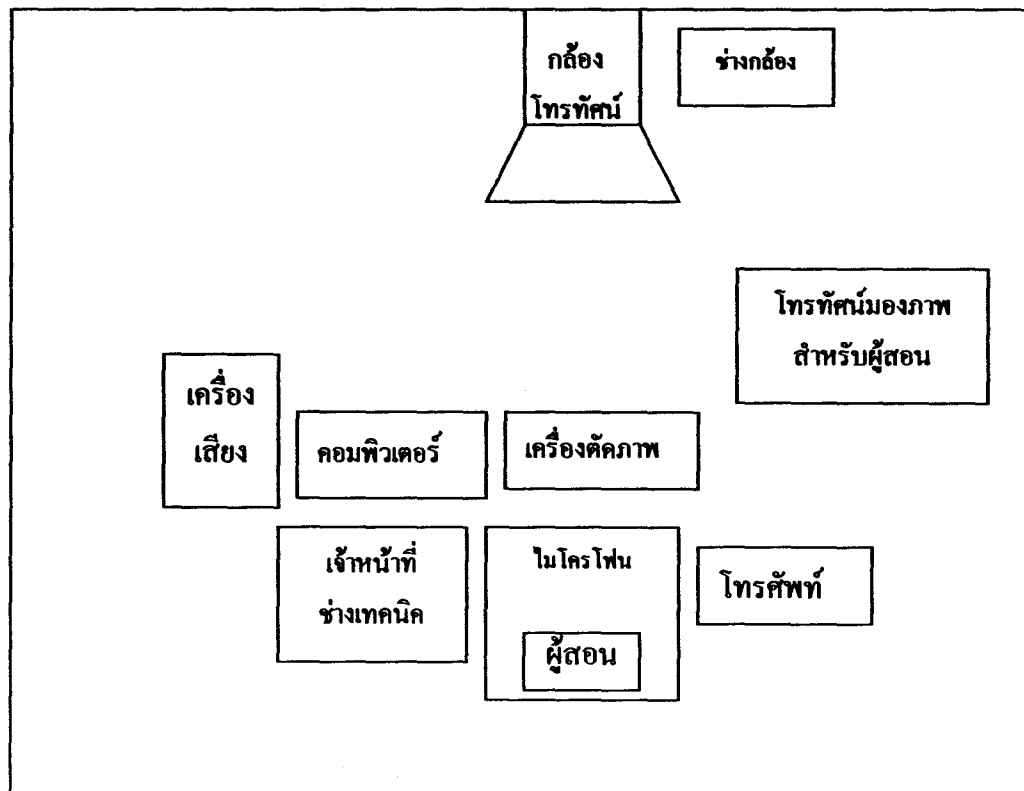 กล้อง
โทรทัศน์
ช่างกล้อง
โทรทัศน์มองภาพ
สำหรับผู้สอน
เครื่อง
เสียง
คอมพิวเตอร์
เครื่องตัดภาพ
เจ้าหน้าที่
ช่างเทคนิค
ไมโครโฟน
ผู้สอน
โทรศัพท์